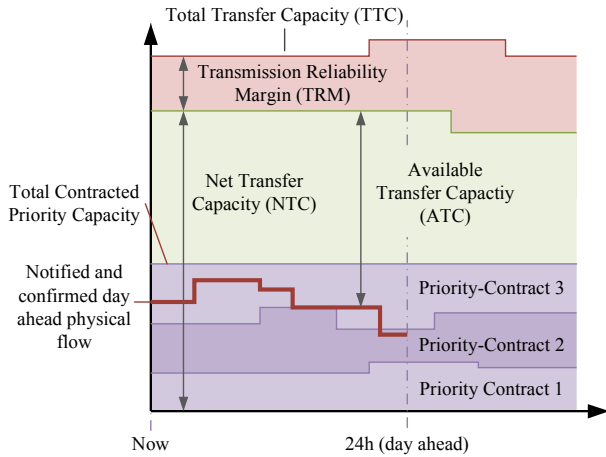 Total Transfer Capacity (TTC)
Transmission Reliability
Margin (TRM)
Total Contracted
Priority Capacity
Net Transfer
Capacity (NTC)
Available
Transfer Capactiy
(ATC)
Notified and
confirmed day
ahead physical
flow
Priority-Contract 3
Priority-Contract 2
Priority Contract 1
Now
24h (day ahead)